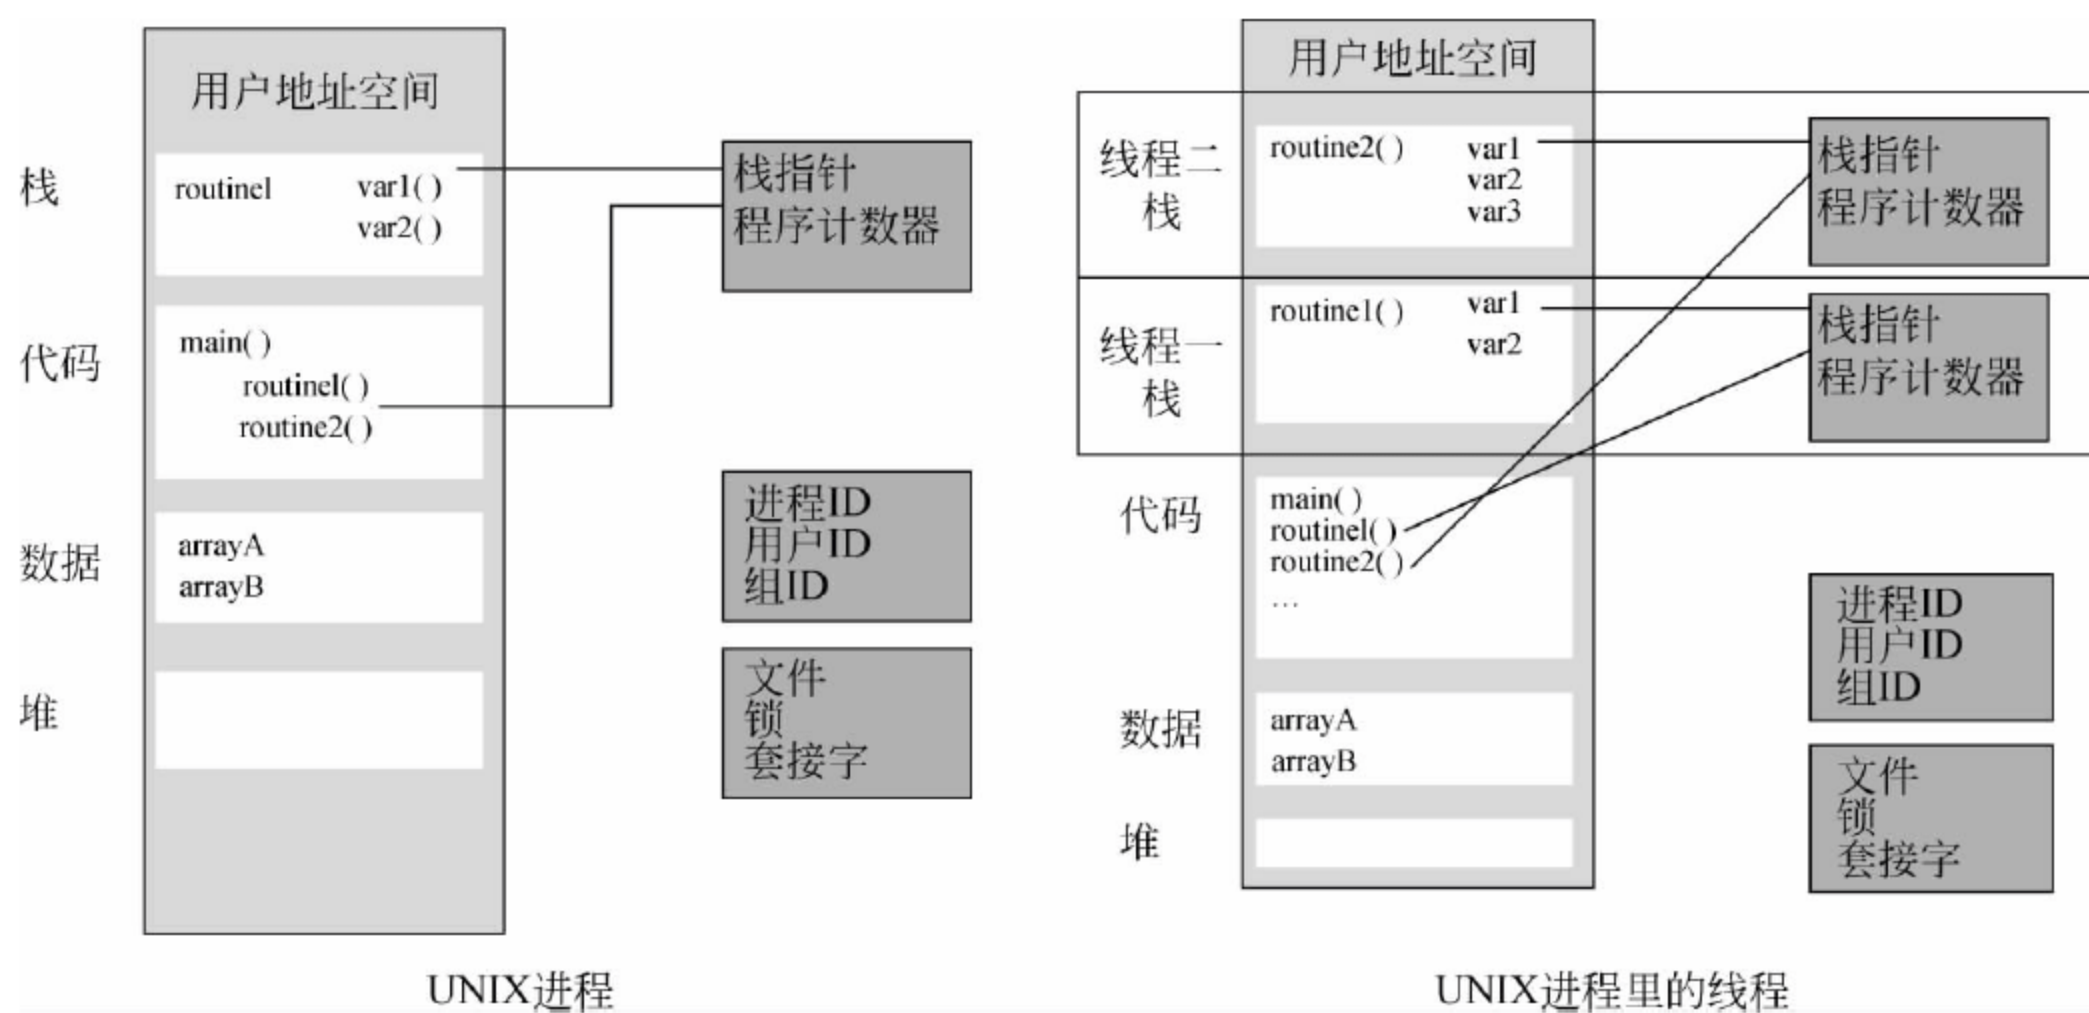 用户地址空间
栈
routinel var1( )
var2( )
栈指针
程序计数器
代码
main( )
routinel( )
routine2( )
数据
arrayA
arrayB
进程ID
用户ID
组ID
堆
文件
锁
套接字
UNIX进程
用户地址空间
线程二
栈
routine2( ) var1
var2
var3
栈指针
程序计数器
线程一
栈
routine1( ) var1
var2
栈指针
程序计数器
代码
main( )
routinel( )
routine2( )
...
进程ID
用户ID
组ID
数据
arrayA
arrayB
堆
文件
锁
套接字
UNIX进程里的线程